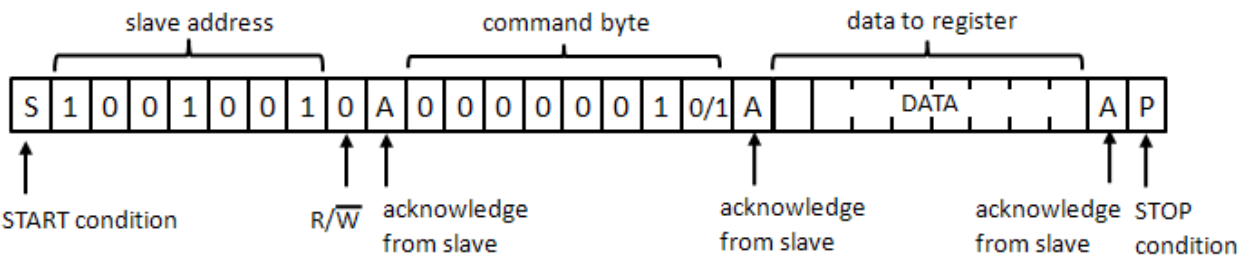 slave address command byte data to register
S 1 0 0 1 0 0 1 0 A 0 0 0 0 0 0 1 0/1 A DATA A P
START condition R/W̅ acknowledge from slave acknowledge from slave acknowledge from slave STOP condition